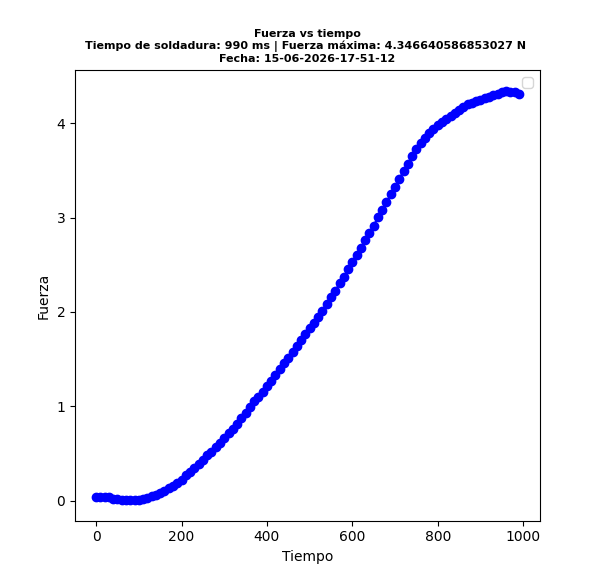 Fuerza vs tiempo
Tiempo de soldadura: 990 ms | Fuerza máxima: 4.346640586853027 N
Fecha: 15-06-2026-17-51-12
4
3
2
1
0
Fuerza
0 200 400 600 800 1000
Tiempo